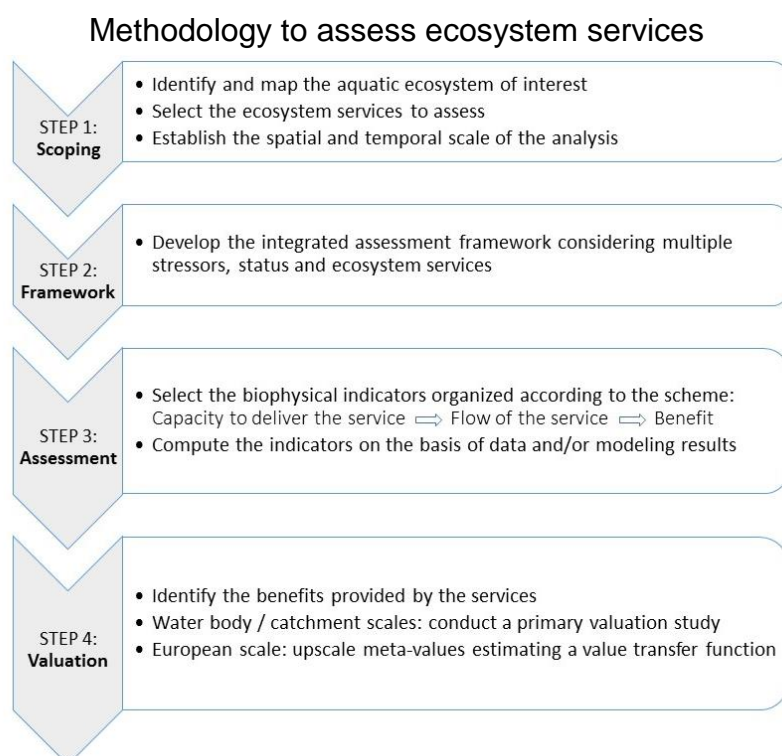 Methodology to assess ecosystem services
STEP 1:
Scoping
• Identify and map the aquatic ecosystem of interest
• Select the ecosystem services to assess
• Establish the spatial and temporal scale of the analysis
STEP 2:
Framework
• Develop the integrated assessment framework considering multiple
stressors, status and ecosystem services
STEP 3:
Assessment
• Select the biophysical indicators organized according to the scheme:
Capacity to deliver the service ⇨ Flow of the service ⇨ Benefit
• Compute the indicators on the basis of data and/or modeling results
STEP 4:
Valuation
• Identify the benefits provided by the services
• Water body / catchment scales: conduct a primary valuation study
• European scale: upscale meta-values estimating a value transfer function